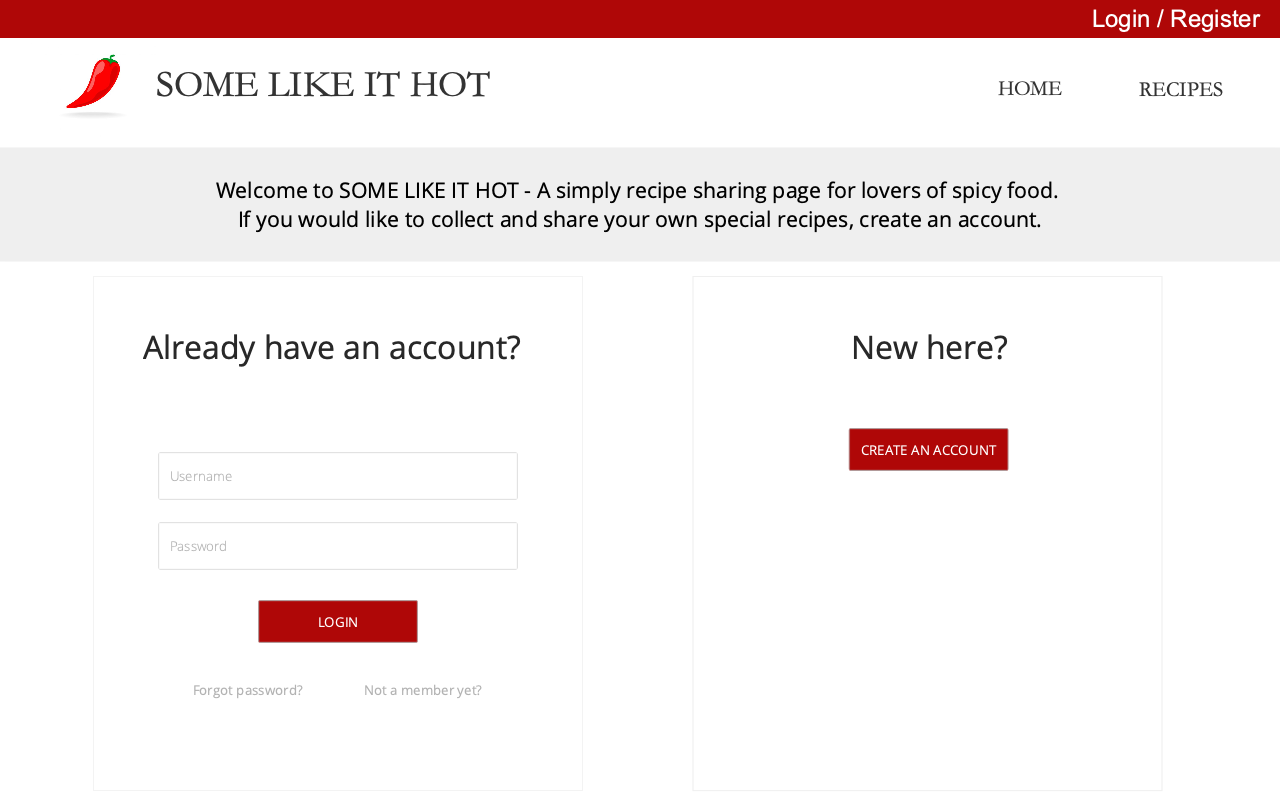 Login / Register
SOME LIKE IT HOT
HOME
RECIPES
Welcome to SOME LIKE IT HOT - A simply recipe sharing page for lovers of spicy food.
If you would like to collect and share your own special recipes, create an account.
Already have an account?
Username
Password
LOGIN
Forgot password?
Not a member yet?
New here?
CREATE AN ACCOUNT